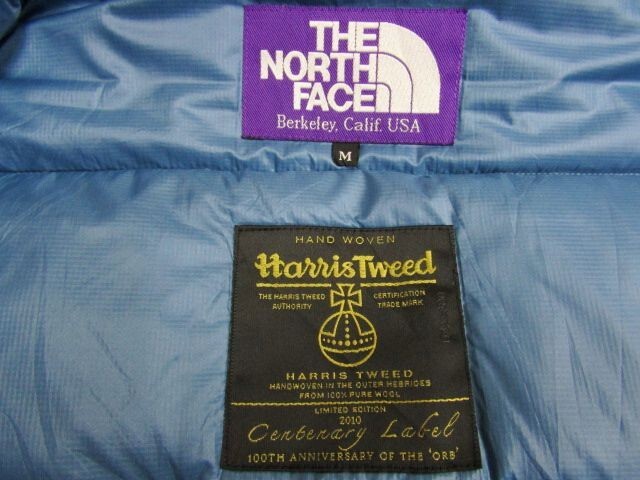 THE
NORTH
FACE
Berkeley, Calif. USA
M
HAND WOVEN
Harris Tweed
THE HARRIS TWEED
AUTHORITY
CERTIFICATION
TRADE MARK
HARRIS TWEED
HANDWOVEN IN THE OUTER HEBRIDES
FROM 100% PURE WOOL
LIMITED EDITION
2010
Centenary Label
100TH ANNIVERSARY OF THE 'ORB'